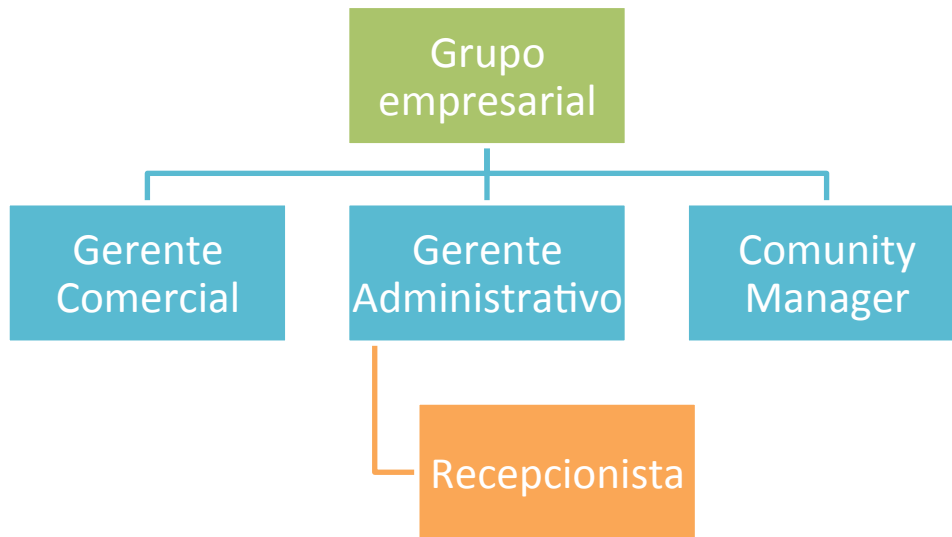 Grupo
empresarial
Gerente
Comercial
Gerente
Administrativo
Comunity
Manager
Recepcionista